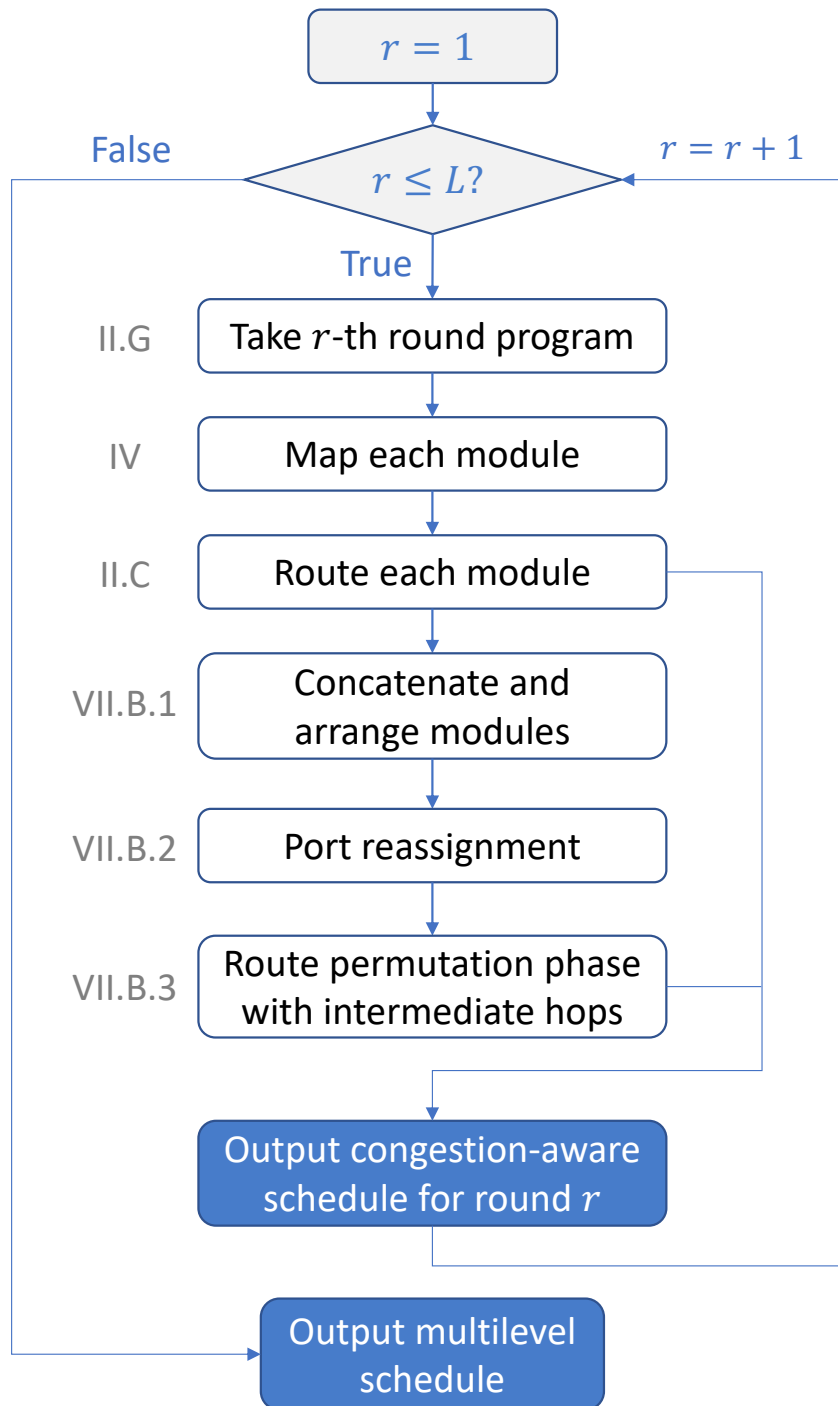 r = 1
False
r = r + 1
r ≤ L?
True
II.G
Take r-th round program
IV
Map each module
II.C
Route each module
VII.B.1
Concatenate and
arrange modules
VII.B.2
Port reassignment
VII.B.3
Route permutation phase
with intermediate hops
Output congestion-aware
schedule for round r
Output multilevel
schedule